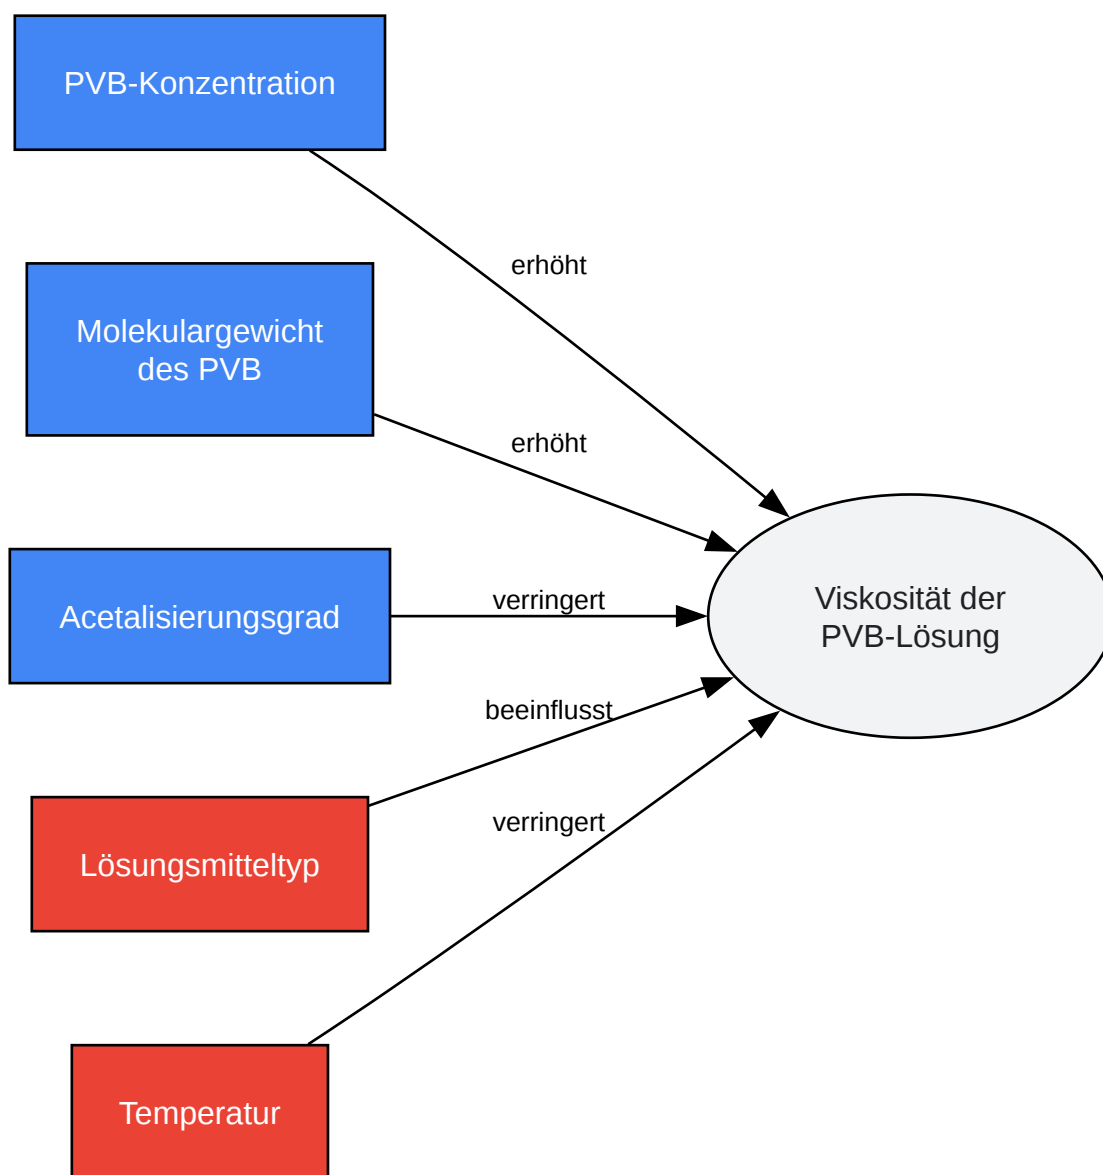 PVB-Konzentration
erhöht
Molekulargewicht
des PVB
erhöht
Acetalisierungsgrad
verringert
Viskosität der
PVB-Lösung
beeinflusst
Lösungsmitteltyp
verringert
Temperatur